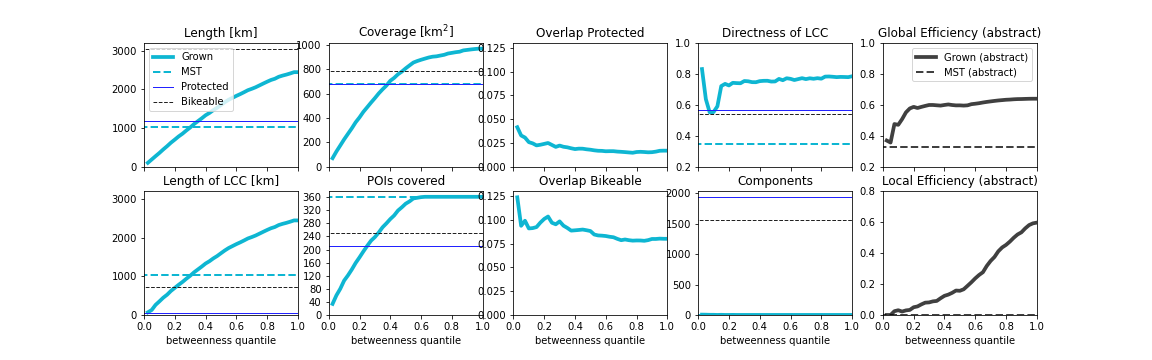 Length [km]
3000
2000
1000
0
Grown
MST
Protected
Bikeable
Coverage [km²]
1000
800
600
400
200
0
Overlap Protected
0.125
0.100
0.075
0.050
0.025
0.000
Directness of LCC
1.0
0.8
0.6
0.4
0.2
Global Efficiency (abstract)
1.0
0.8
0.6
0.4
0.2
Grown (abstract)
MST (abstract)
Length of LCC [km]
3000
2000
1000
0
0.0 0.2 0.4 0.6 0.8 1.0
betweenness quantile
POIs covered
360
320
280
240
200
160
120
80
40
0
0.0 0.2 0.4 0.6 0.8 1.0
betweenness quantile
Overlap Bikeable
0.125
0.100
0.075
0.050
0.025
0.000
0.0 0.2 0.4 0.6 0.8 1.0
betweenness quantile
Components
2000
1500
1000
500
0
0.0 0.2 0.4 0.6 0.8 1.0
betweenness quantile
Local Efficiency (abstract)
0.8
0.6
0.4
0.2
0.0
0.0 0.2 0.4 0.6 0.8 1.0
betweenness quantile